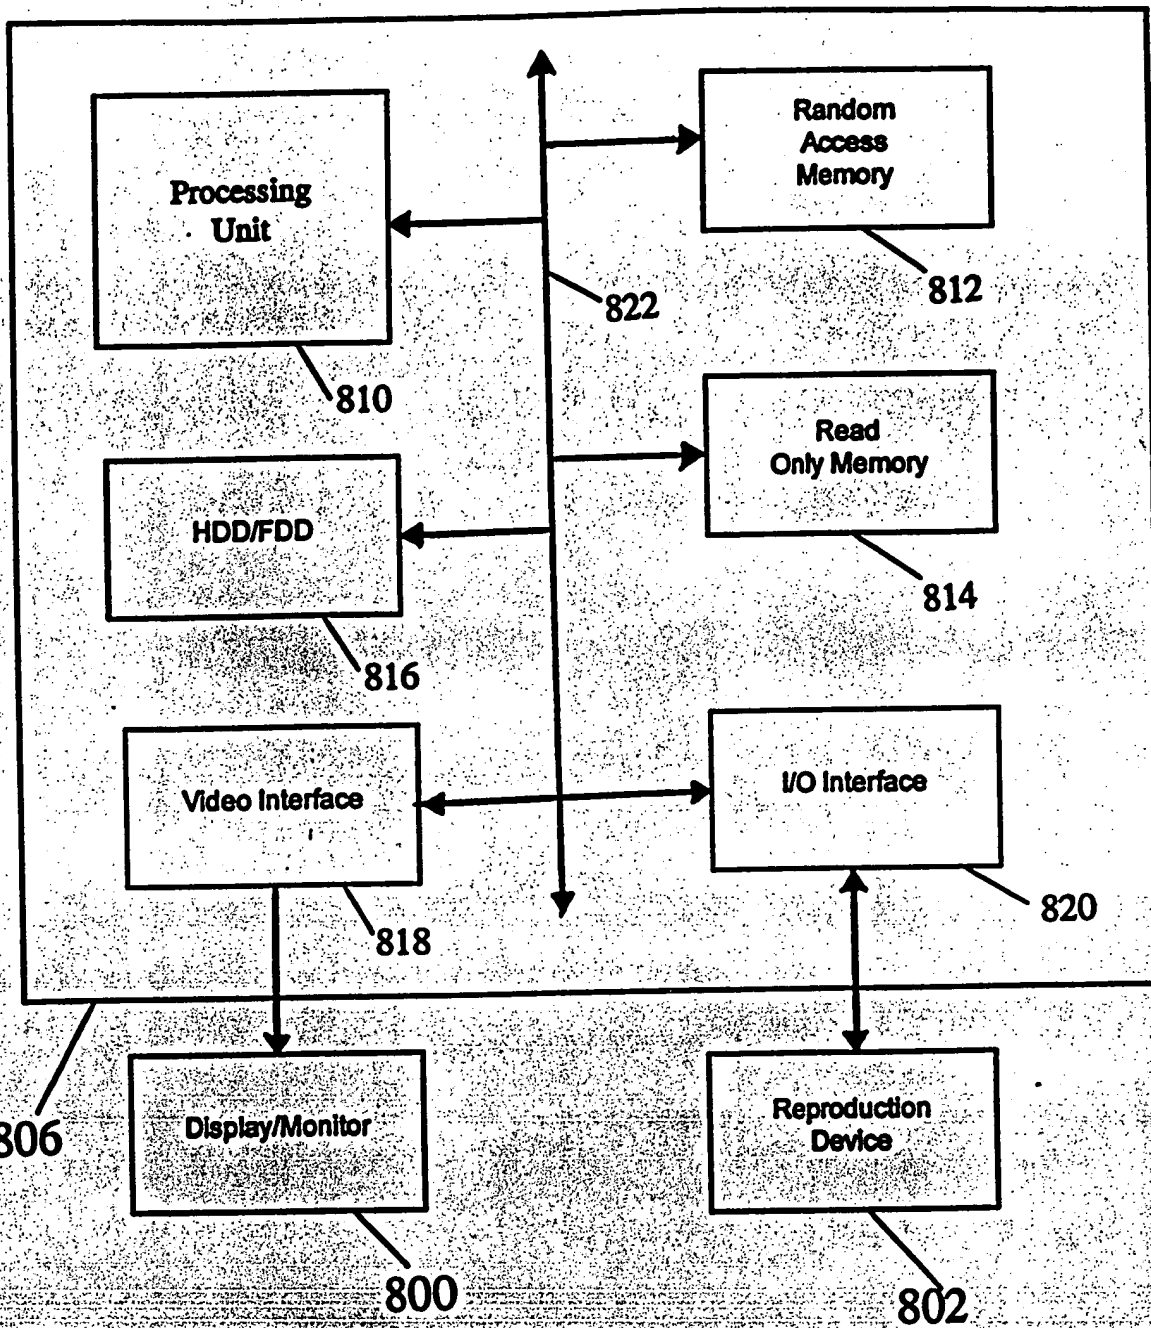 Random
Access
Memory
Processing
Unit
812
822
810
Read
Only Memory
HDD/FDD
814
816
I/O Interface
Video Interface
820
818
806
Display/Monitor
Reproduction
Device
800
802